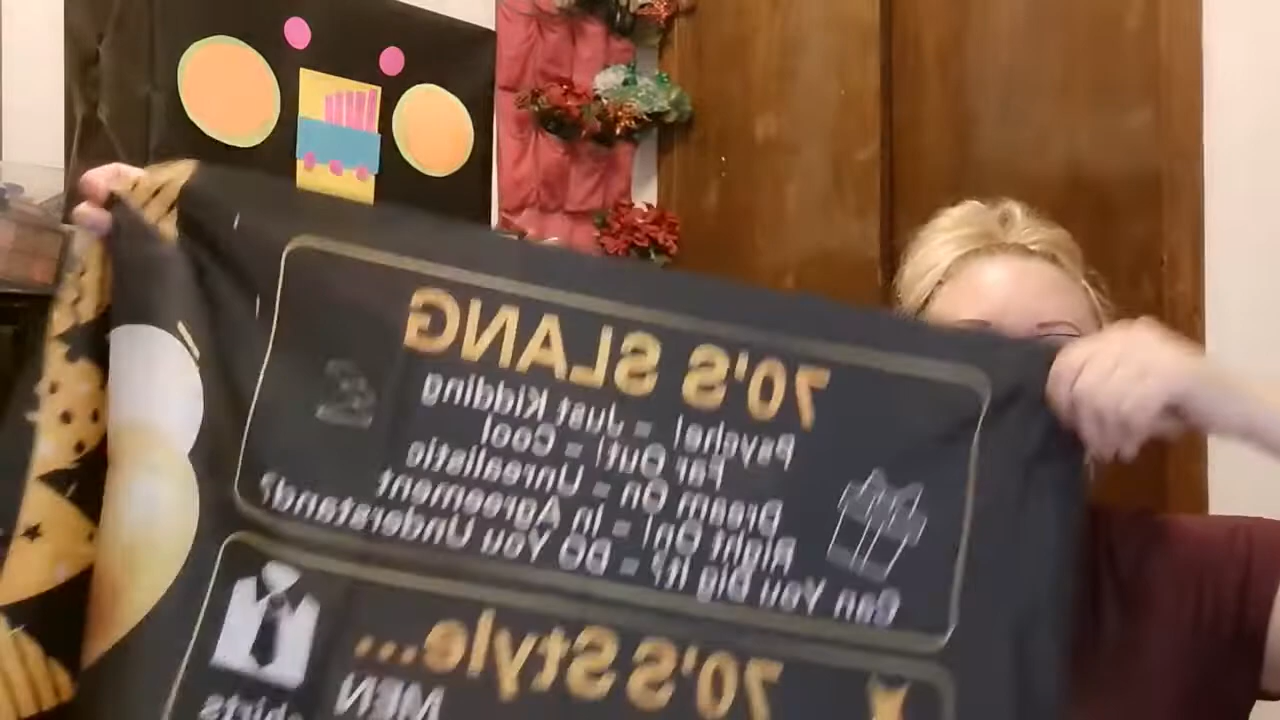 70'S SLANG
Psyche! = Just Kidding
Far Out! = Cool
Dream On = Unrealistic
Right On! = In Agreement
Can You Dig It? = DO You Understand?
70'S Style...
MEN
shirts